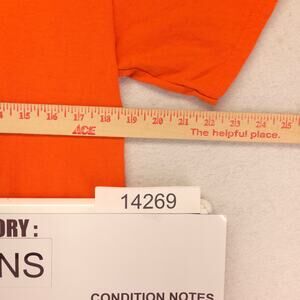 15 16 17 18 19 20 21 22 23 24 25
ACE The helpful place.
14269
ORY:
NS
CONDITION NOTES